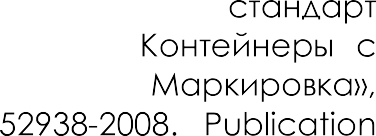 стандарт
Контейнеры с
Маркировка»,
52938-2008. Publication